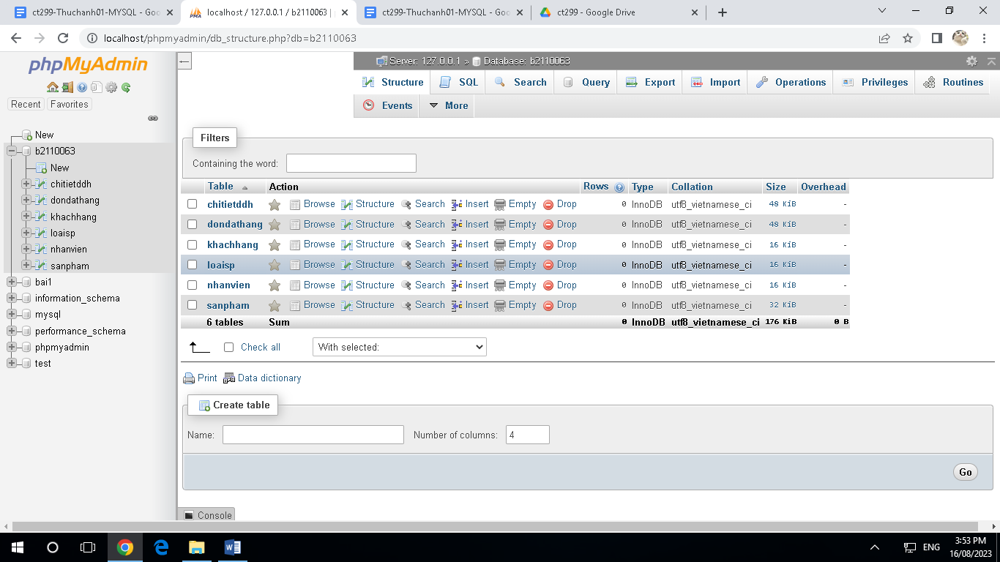 ct299-Thuchanh01-MYSQL - Goo
localhost / 127.0.0.1 / b2110063 |
ct299-Thuchanh01-MYSQL - Goo
ct299 - Google Drive
localhost/phpmyadmin/db_structure.php?db=b2110063
phpMyAdmin
Recent Favorites
New
b2110063
New
chitietddh
dondathang
khachhang
loaisp
nhanvien
sanpham
bai1
information_schema
mysql
performance_schema
phpmyadmin
test
Server: 127.0.0.1 » Database: b2110063
Structure SQL Search Query Export Import Operations Privileges Routines
Events More
Filters
Containing the word:
Table Action Rows Type Collation Size Overhead
chitietddh Browse Structure Search Insert Empty Drop 0 InnoDB utf8_vietnamese_ci 48 KiB -
dondathang Browse Structure Search Insert Empty Drop 0 InnoDB utf8_vietnamese_ci 48 KiB -
khachhang Browse Structure Search Insert Empty Drop 0 InnoDB utf8_vietnamese_ci 16 KiB -
loaisp Browse Structure Search Insert Empty Drop 0 InnoDB utf8_vietnamese_ci 16 KiB -
nhanvien Browse Structure Search Insert Empty Drop 0 InnoDB utf8_vietnamese_ci 16 KiB -
sanpham Browse Structure Search Insert Empty Drop 0 InnoDB utf8_vietnamese_ci 32 KiB -
6 tables Sum 0 InnoDB utf8_vietnamese_ci 176 KiB 0 B
Check all With selected:
Print Data dictionary
Create table
Name: Number of columns: 4
Go
Console
ENG
3:53 PM
16/08/2023